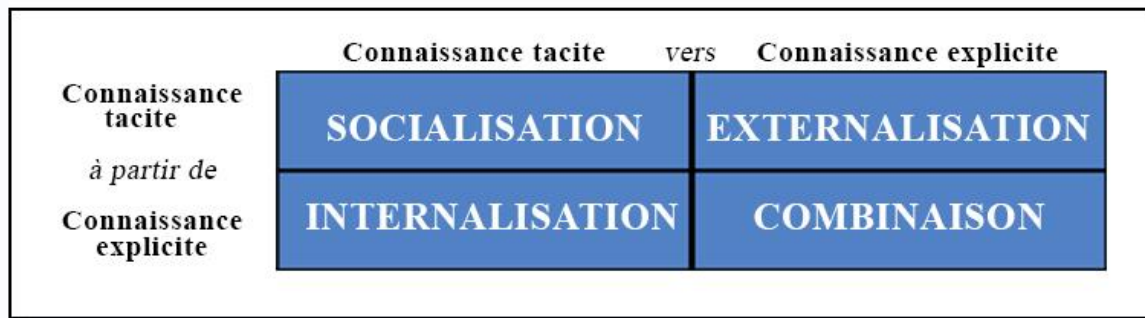 Connaissance tacite vers Connaissance explicite
Connaissance
tacite
SOCIALISATION EXTERNALISATION
à partir de
Connaissance
explicite
INTERNALISATION COMBINAISON